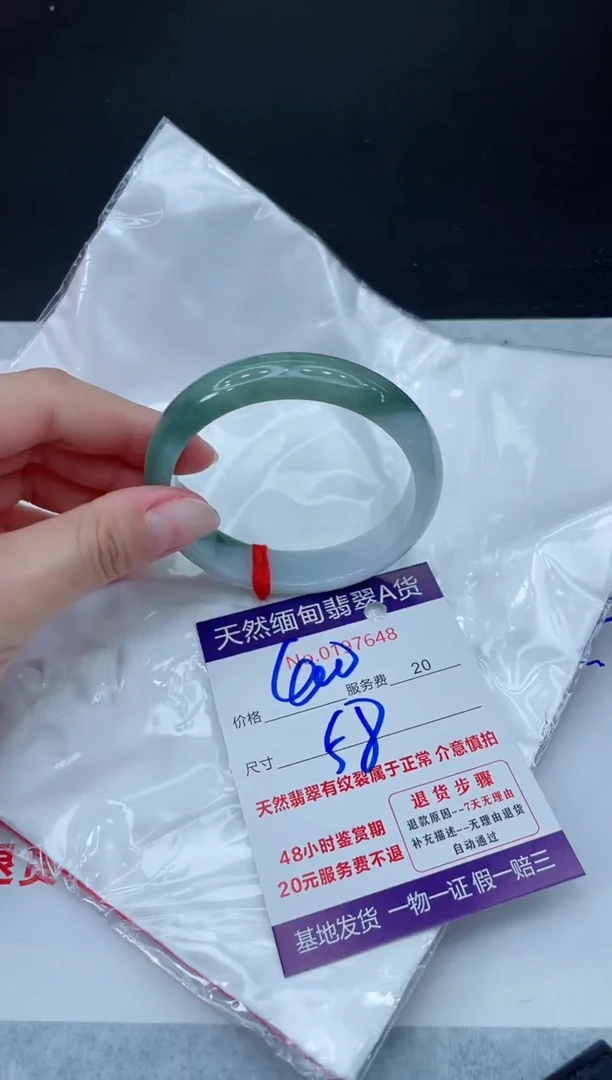 天然缅甸翡翠A货
No.0197648
价格 600 服务费 20
尺寸 58
天然翡翠有纹裂属于正常 介意慎拍
48小时鉴赏期
20元服务费不退
退货步骤
退款原因--7天无理由
补充描述--无理由退货
自动通过
基地发货 一物一证 假一赔三